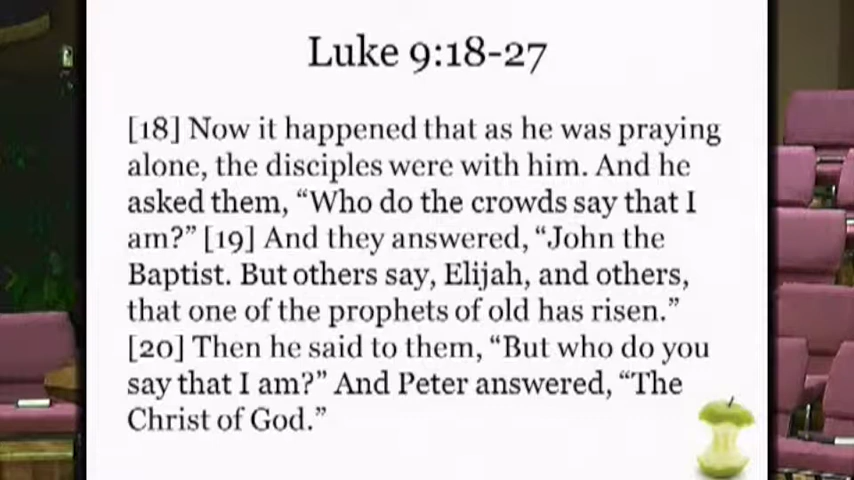 Luke 9:18-27
[18] Now it happened that as he was praying
alone, the disciples were with him. And he
asked them, “Who do the crowds say that I
am?” [19] And they answered, “John the
Baptist. But others say, Elijah, and others,
that one of the prophets of old has risen.”
[20] Then he said to them, “But who do you
say that I am?” And Peter answered, “The
Christ of God.”